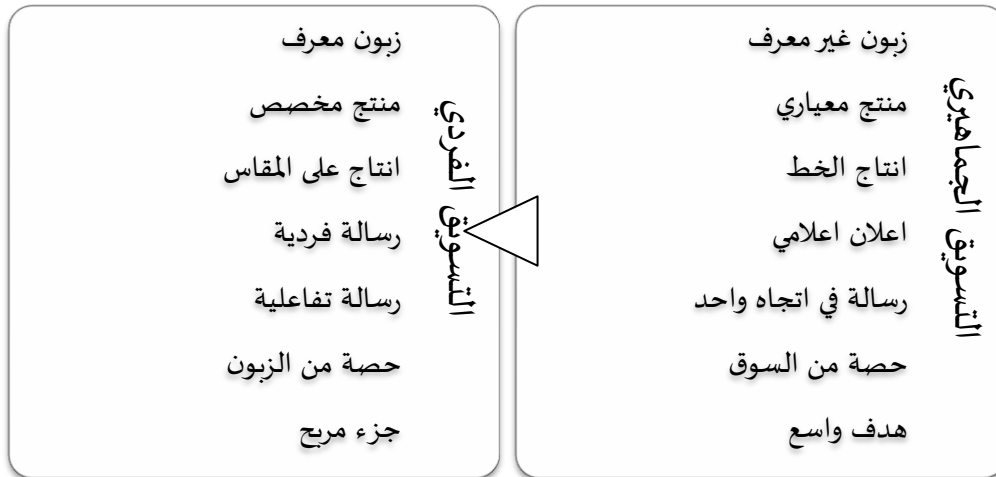 التسويق الجماهيري
زبون غير معرف
منتج معياري
انتاج الخط
اعلان اعلامي
رسالة في اتجاه واحد
حصة من السوق
هدف واسع
التسويق الفردي
زبون معرف
منتج مخصص
انتاج على المقاس
رسالة فردية
رسالة تفاعلية
حصة من الزبون
جزء مربح